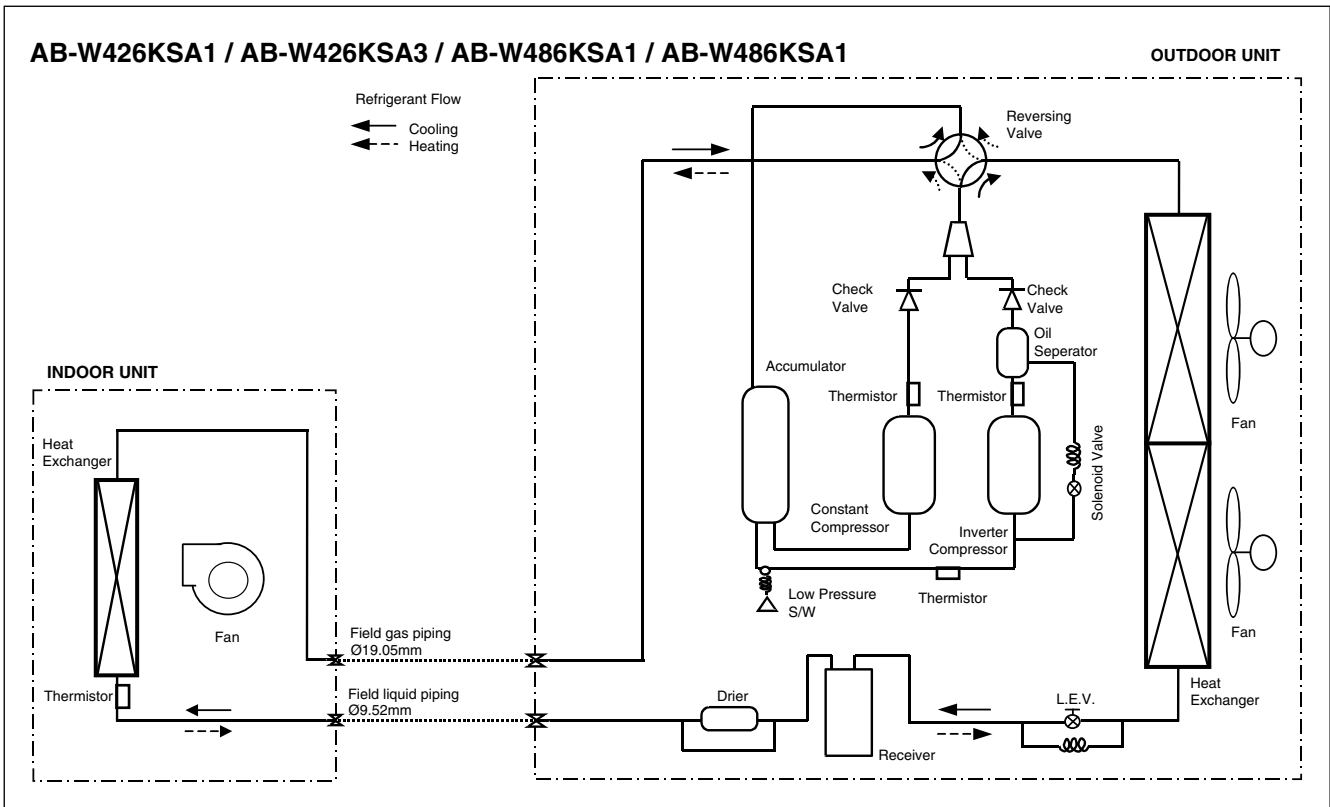 AB-W426KSA1 / AB-W426KSA3 / AB-W486KSA1 / AB-W486KSA1
OUTDOOR UNIT
Refrigerant Flow
Cooling
Heating
Reversing
Valve
Check
Valve
Check
Valve
Oil
Seperator
Accumulator
Thermistor
Thermistor
Fan
Solenoid Valve
Constant
Compressor
Inverter
Compressor
Low Pressure
S/W
Thermistor
Fan
INDOOR UNIT
Heat
Exchanger
Fan
Thermistor
Field gas piping
Ø19.05mm
Field liquid piping
Ø9.52mm
Drier
Receiver
L.E.V.
Heat
Exchanger